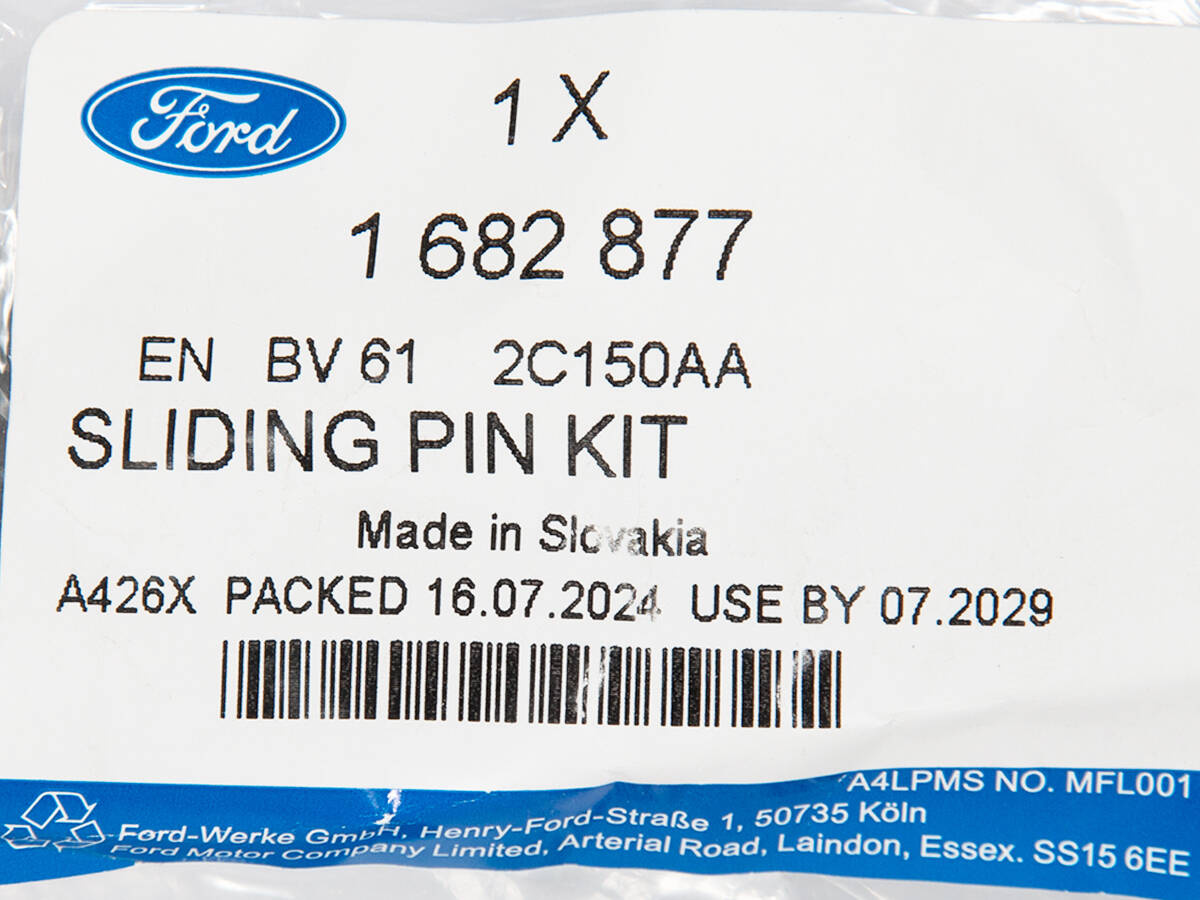 Ford
1 X
1 682 877
EN BV 61 2C150AA
SLIDING PIN KIT
Made in Slovakia
A426X PACKED 16.07.2024 USE BY 07.2029
A4LPMS NO. MFL001
Ford-Werke GmbH, Henry-Ford-Straße 1, 50735 Köln
Ford Motor Company Limited, Arterial Road, Laindon, Essex. SS15 6EE